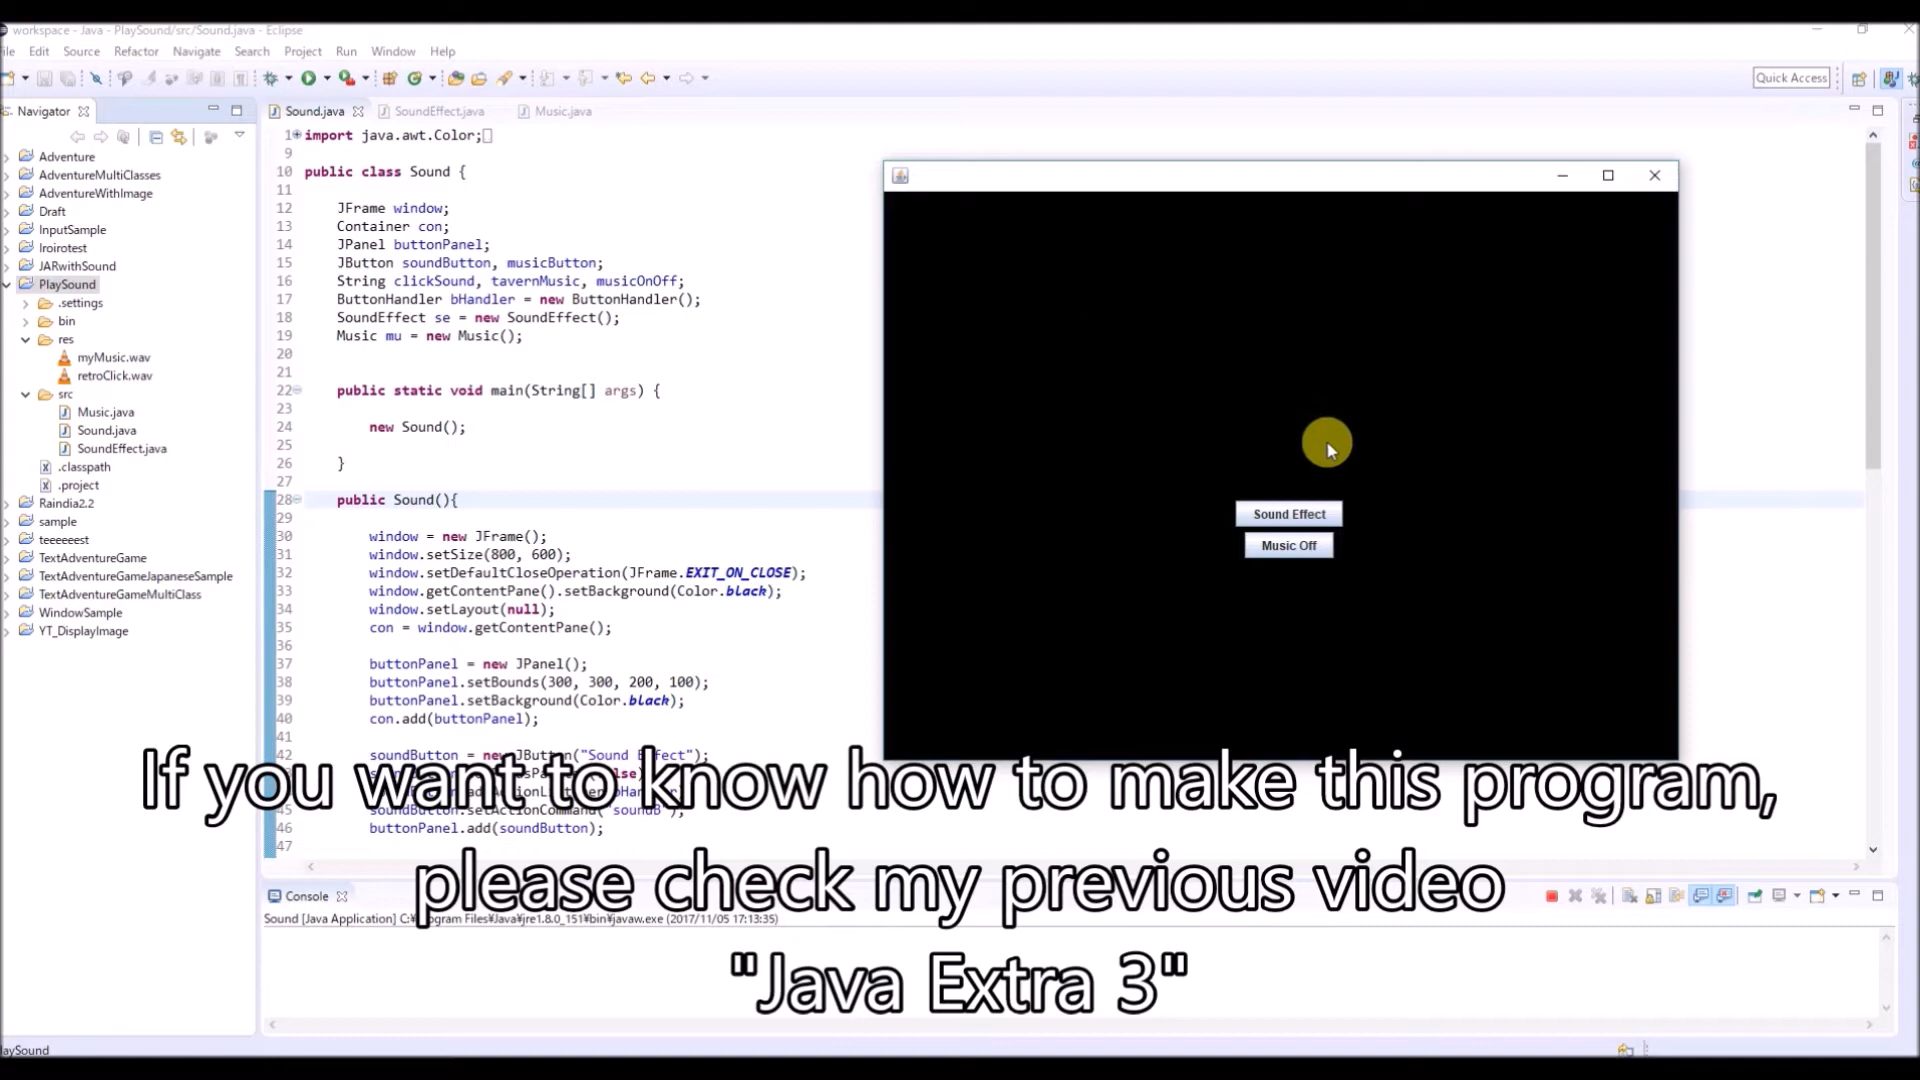 workspace - Java - PlaySound/src/Sound.java - Eclipse
File Edit Source Refactor Navigate Search Project Run Window Help
Quick Access
Navigator
Sound.java SoundEffect.java Music.java
Adventure
AdventureMultiClasses
AdventureWithImage
Draft
InputSample
Iroirotest
JARwithSound
PlaySound
.settings
bin
res
myMusic.wav
retroClick.wav
src
Music.java
Sound.java
SoundEffect.java
.classpath
.project
Raindia2.2
sample
teeeeeest
TextAdventureGame
TextAdventureGameJapaneseSample
TextAdventureGameMultiClass
WindowSample
YT_DisplayImage
1 import java.awt.Color;
9
10 public class Sound {
11
12 JFrame window;
13 Container con;
14 JPanel buttonPanel;
15 JButton soundButton, musicButton;
16 String clickSound, tavernMusic, musicOnOff;
17 ButtonHandler bHandler = new ButtonHandler();
18 SoundEffect se = new SoundEffect();
19 Music mu = new Music();
20
21
22 public static void main(String[] args) {
23
24 new Sound();
25
26 }
27
28 public Sound(){
29
30 window = new JFrame();
31 window.setSize(800, 600);
32 window.setDefaultCloseOperation(JFrame.EXIT_ON_CLOSE);
33 window.getContentPane().setBackground(Color.black);
34 window.setLayout(null);
35 con = window.getContentPane();
36
37 buttonPanel = new JPanel();
38 buttonPanel.setBounds(300, 300, 200, 100);
39 buttonPanel.setBackground(Color.black);
40 con.add(buttonPanel);
41
42 soundButton = new JButton("Sound Effect");
45 soundButton.setActionCommand("soundB");
46 buttonPanel.add(soundButton);
47
Sound Effect
Music Off
If you want to know how to make this program,
please check my previous video
"Java Extra 3"
Console
Sound [Java Application] C:¥Program Files¥Java¥jre1.8.0_151¥bin¥javaw.exe (2017/11/05 17:13:35)
laySound